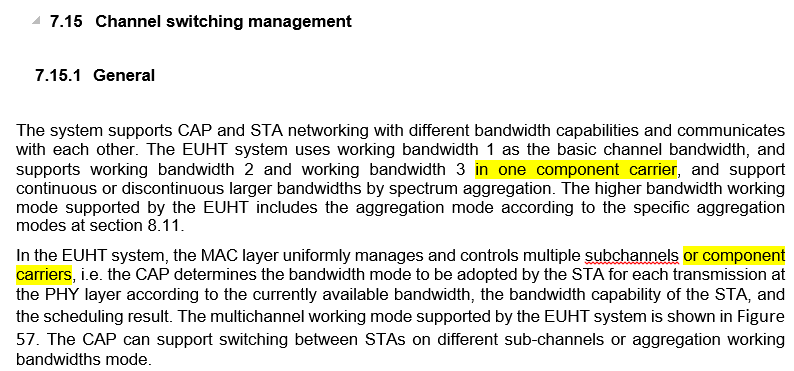 7.15 Channel switching management
7.15.1 General
The system supports CAP and STA networking with different bandwidth capabilities and communicates
with each other. The EUHT system uses working bandwidth 1 as the basic channel bandwidth, and
supports working bandwidth 2 and working bandwidth 3 in one component carrier, and support
continuous or discontinuous larger bandwidths by spectrum aggregation. The higher bandwidth working
mode supported by the EUHT includes the aggregation mode according to the specific aggregation
modes at section 8.11.
In the EUHT system, the MAC layer uniformly manages and controls multiple subchannels or component
carriers, i.e. the CAP determines the bandwidth mode to be adopted by the STA for each transmission at
the PHY layer according to the currently available bandwidth, the bandwidth capability of the STA, and
the scheduling result. The multichannel working mode supported by the EUHT system is shown in Figure
57. The CAP can support switching between STAs on different sub-channels or aggregation working
bandwidths mode.